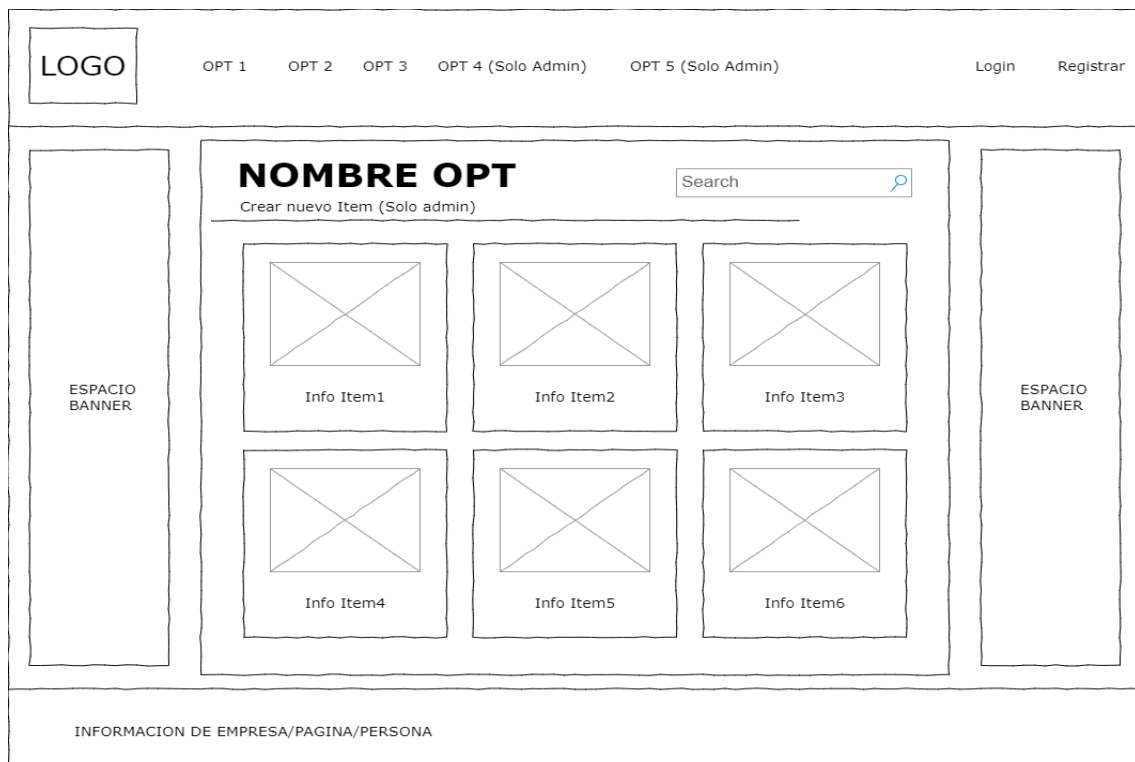 LOGO
OPT 1
OPT 2
OPT 3
OPT 4 (Solo Admin)
OPT 5 (Solo Admin)
Login
Registrar
ESPACIO
BANNER
NOMBRE OPT
Crear nuevo Item (Solo admin)
Search
Info Item1
Info Item2
Info Item3
Info Item4
Info Item5
Info Item6
ESPACIO
BANNER
INFORMACION DE EMPRESA/PAGINA/PERSONA